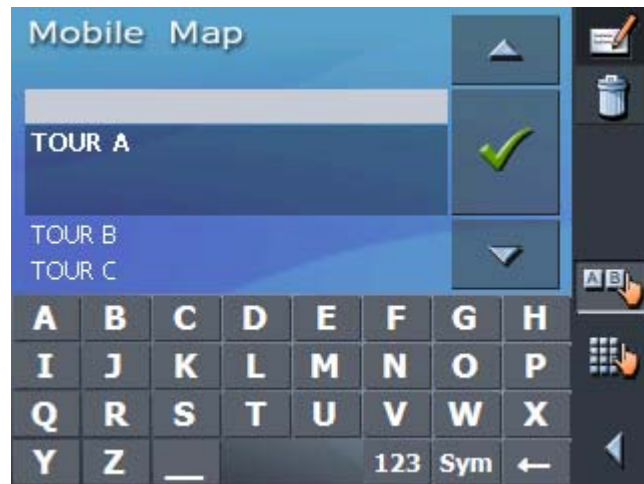 Mobile Map
TOUR A
TOUR B
TOUR C
A B C D E F G H
I J K L M N O P
Q R S T U V W X
Y Z _ 123 Sym ←
A B